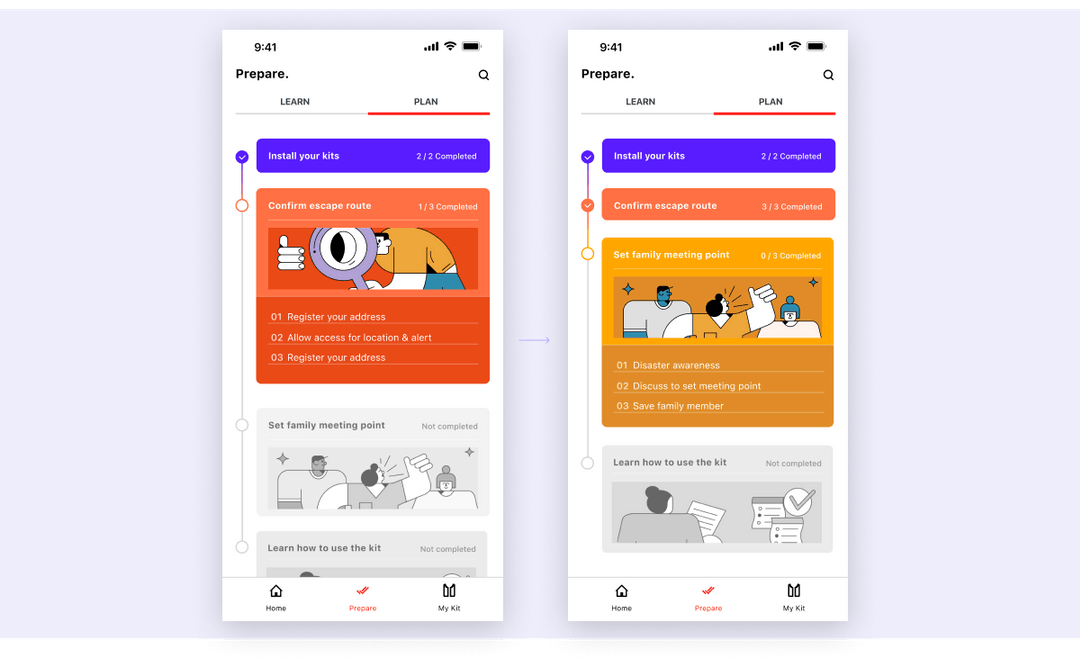 9:41
Prepare.
LEARN PLAN
Install your kits 2 / 2 Completed
Confirm escape route 1 / 3 Completed
01 Register your address
02 Allow access for location & alert
03 Register your address
Set family meeting point Not completed
Learn how to use the kit Not completed
Home Prepare My Kit
9:41
Prepare.
LEARN PLAN
Install your kits 2 / 2 Completed
Confirm escape route 3 / 3 Completed
Set family meeting point 0 / 3 Completed
01 Disaster awareness
02 Discuss to set meeting point
03 Save family member
Learn how to use the kit Not completed
Home Prepare My Kit